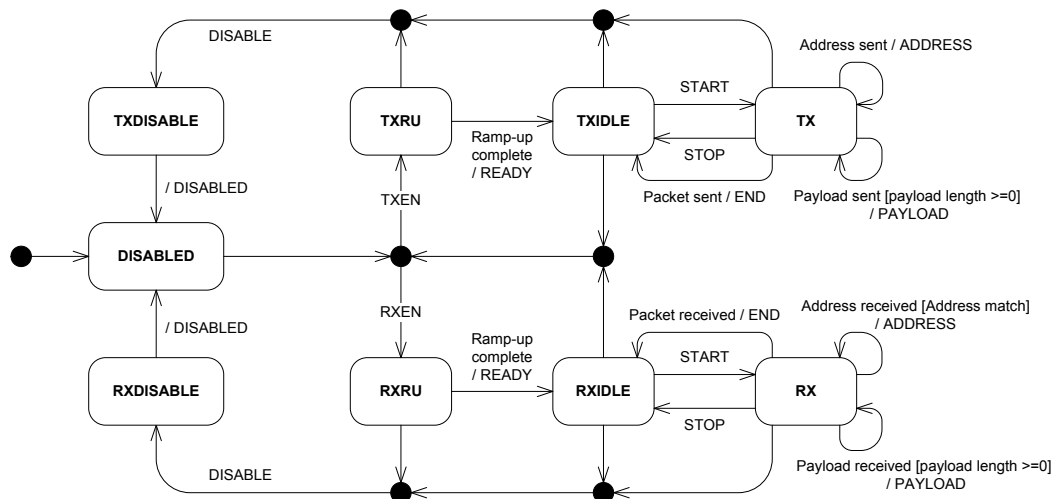 DISABLE
Address sent / ADDRESS
TXDISABLE
TXRU
TXIDLE
START
TX
STOP
Ramp-up
complete
/ READY
/ DISABLED
TXEN
Packet sent / END
Payload sent [payload length >=0]
/ PAYLOAD
DISABLED
RXEN
/ DISABLED
Packet received / END
Address received [Address match]
/ ADDRESS
Ramp-up
complete
/ READY
START
RXDISABLE
RXRU
RXIDLE
RX
STOP
DISABLE
Payload received [payload length >=0]
/ PAYLOAD